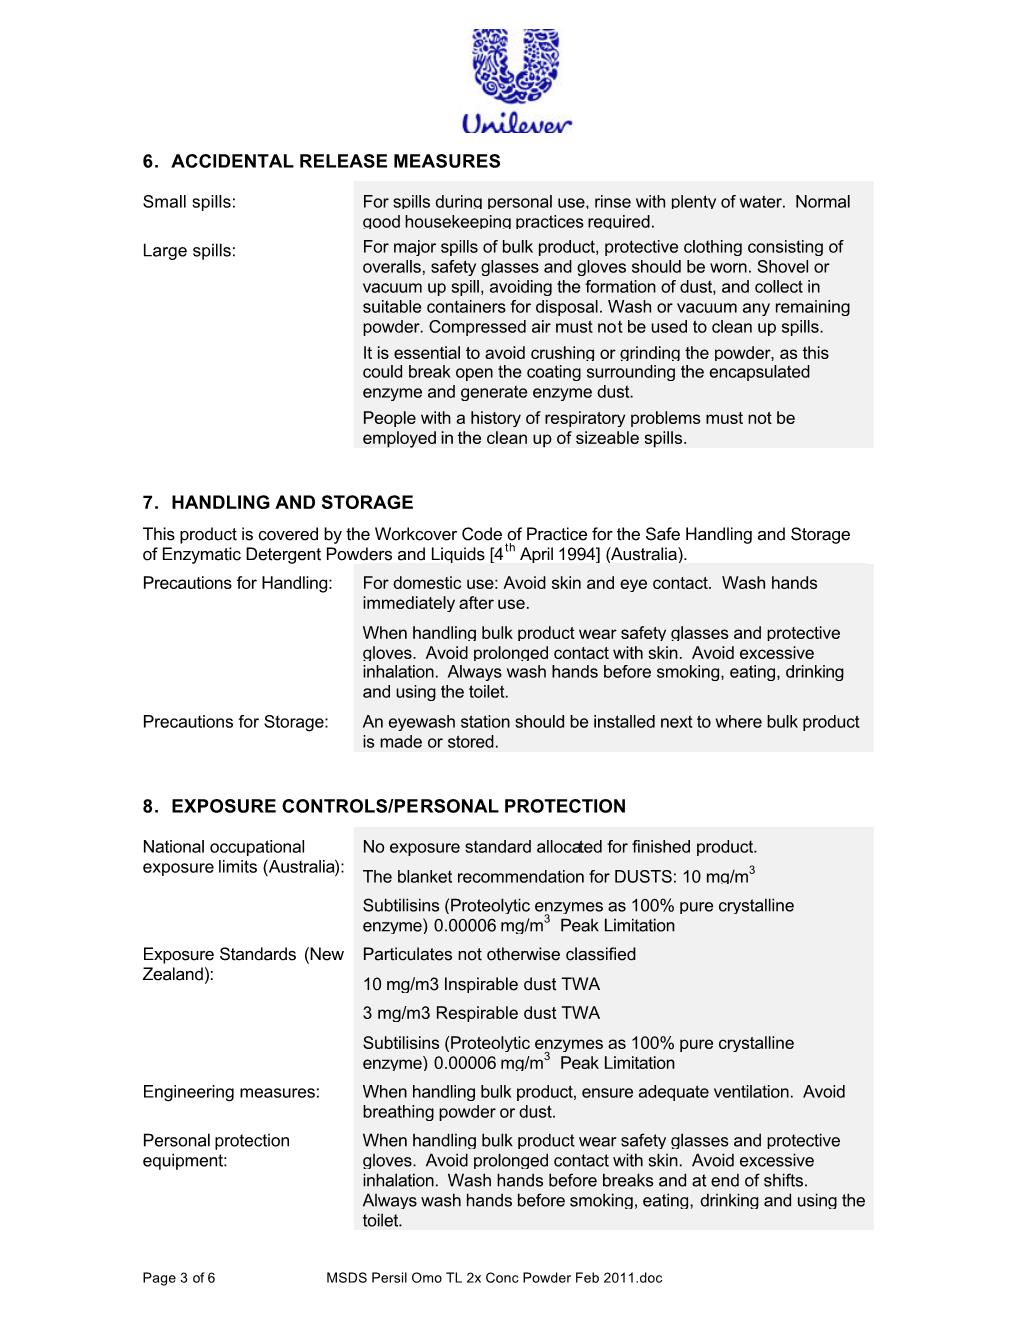 Unilever
6. ACCIDENTAL RELEASE MEASURES
Small spills:
For spills during personal use, rinse with plenty of water. Normal
good housekeeping practices required.
Large spills:
For major spills of bulk product, protective clothing consisting of
overalls, safety glasses and gloves should be worn. Shovel or
vacuum up spill, avoiding the formation of dust, and collect in
suitable containers for disposal. Wash or vacuum any remaining
powder. Compressed air must not be used to clean up spills.
It is essential to avoid crushing or grinding the powder, as this
could break open the coating surrounding the encapsulated
enzyme and generate enzyme dust.
People with a history of respiratory problems must not be
employed in the clean up of sizeable spills.
7. HANDLING AND STORAGE
This product is covered by the Workcover Code of Practice for the Safe Handling and Storage
of Enzymatic Detergent Powders and Liquids [4th April 1994] (Australia).
Precautions for Handling:
For domestic use: Avoid skin and eye contact. Wash hands
immediately after use.
When handling bulk product wear safety glasses and protective
gloves. Avoid prolonged contact with skin. Avoid excessive
inhalation. Always wash hands before smoking, eating, drinking
and using the toilet.
Precautions for Storage:
An eyewash station should be installed next to where bulk product
is made or stored.
8. EXPOSURE CONTROLS/PERSONAL PROTECTION
National occupational
exposure limits (Australia):
No exposure standard allocated for finished product.
The blanket recommendation for DUSTS: 10 mg/m3
Subtilisins (Proteolytic enzymes as 100% pure crystalline
enzyme) 0.00006 mg/m3 Peak Limitation
Exposure Standards (New
Zealand):
Particulates not otherwise classified
10 mg/m3 Inspirable dust TWA
3 mg/m3 Respirable dust TWA
Subtilisins (Proteolytic enzymes as 100% pure crystalline
enzyme) 0.00006 mg/m3 Peak Limitation
Engineering measures:
When handling bulk product, ensure adequate ventilation. Avoid
breathing powder or dust.
Personal protection
equipment:
When handling bulk product wear safety glasses and protective
gloves. Avoid prolonged contact with skin. Avoid excessive
inhalation. Wash hands before breaks and at end of shifts.
Always wash hands before smoking, eating, drinking and using the
toilet.
Page 3 of 6 MSDS Persil Omo TL 2x Conc Powder Feb 2011.doc